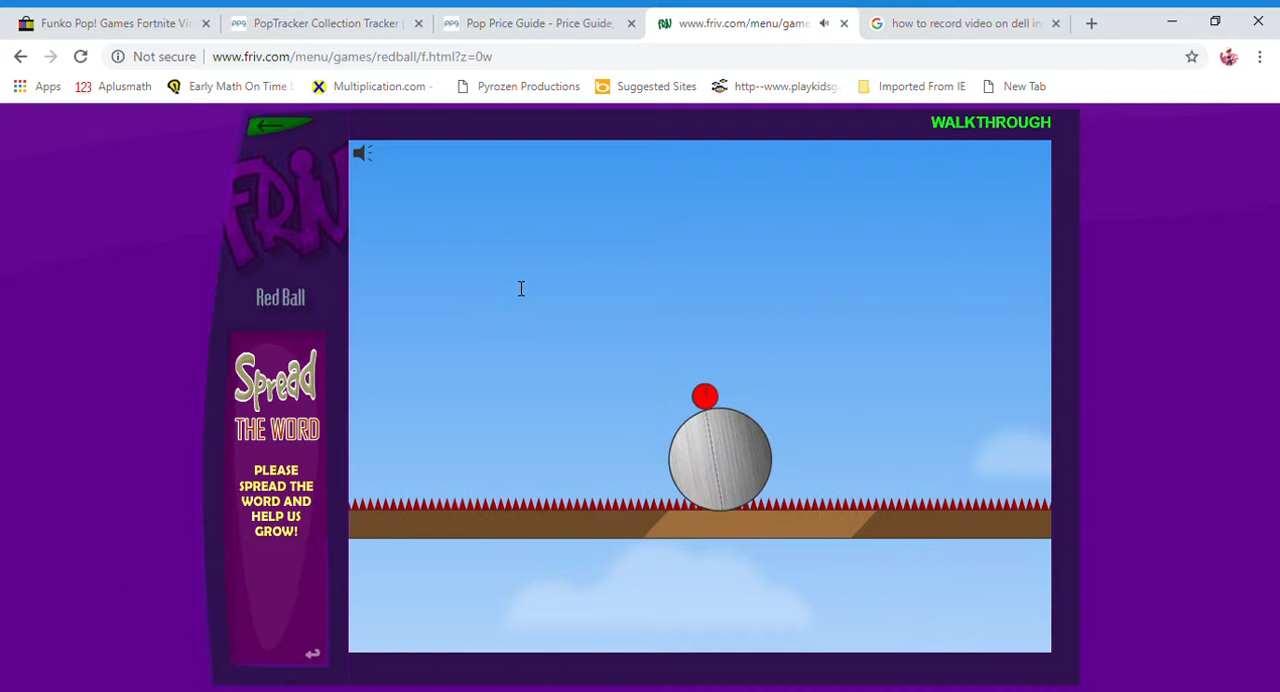 Funko Pop! Games Fortnite Vi
PopTracker Collection Tracker
Pop Price Guide - Price Guide,
www.friv.com/menu/game
how to record video on dell in
Not secure
www.friv.com/menu/games/redball/f.html?z=0w
Apps
123 Aplusmath
Early Math On Time
Multiplication.com -
Pyrozen Productions
Suggested Sites
http--www.playkidsg
Imported From IE
New Tab
WALKTHROUGH
FRIV
Red Ball
Spread
THE WORD
PLEASE
SPREAD THE
WORD AND
HELP US
GROW!